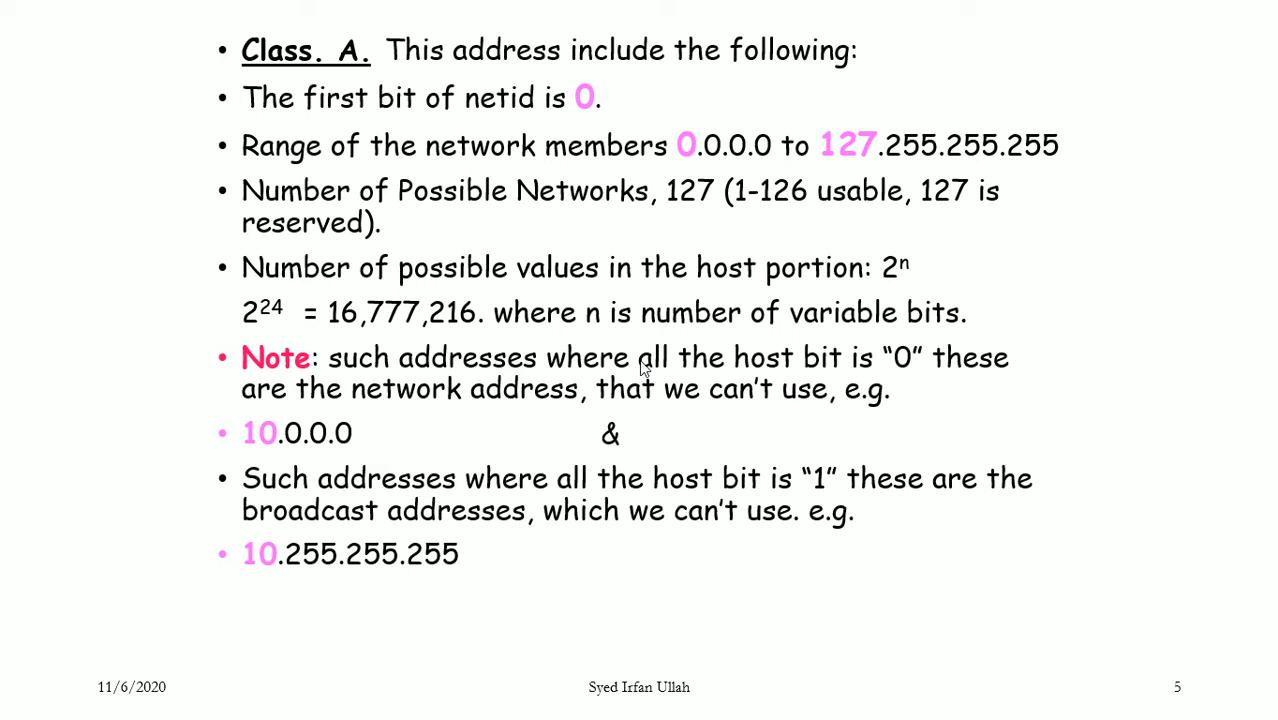 • Class. A. This address include the following:
• The first bit of netid is 0.
• Range of the network members 0.0.0.0 to 127.255.255.255
• Number of Possible Networks, 127 (1-126 usable, 127 is
reserved).
• Number of possible values in the host portion: 2ⁿ
2²⁴ = 16,777,216. where n is number of variable bits.
• Note: such addresses where all the host bit is “0” these
are the network address, that we can’t use, e.g.
• 10.0.0.0 &
• Such addresses where all the host bit is “1” these are the
broadcast addresses, which we can’t use. e.g.
• 10.255.255.255
11/6/2020 Syed Irfan Ullah 5